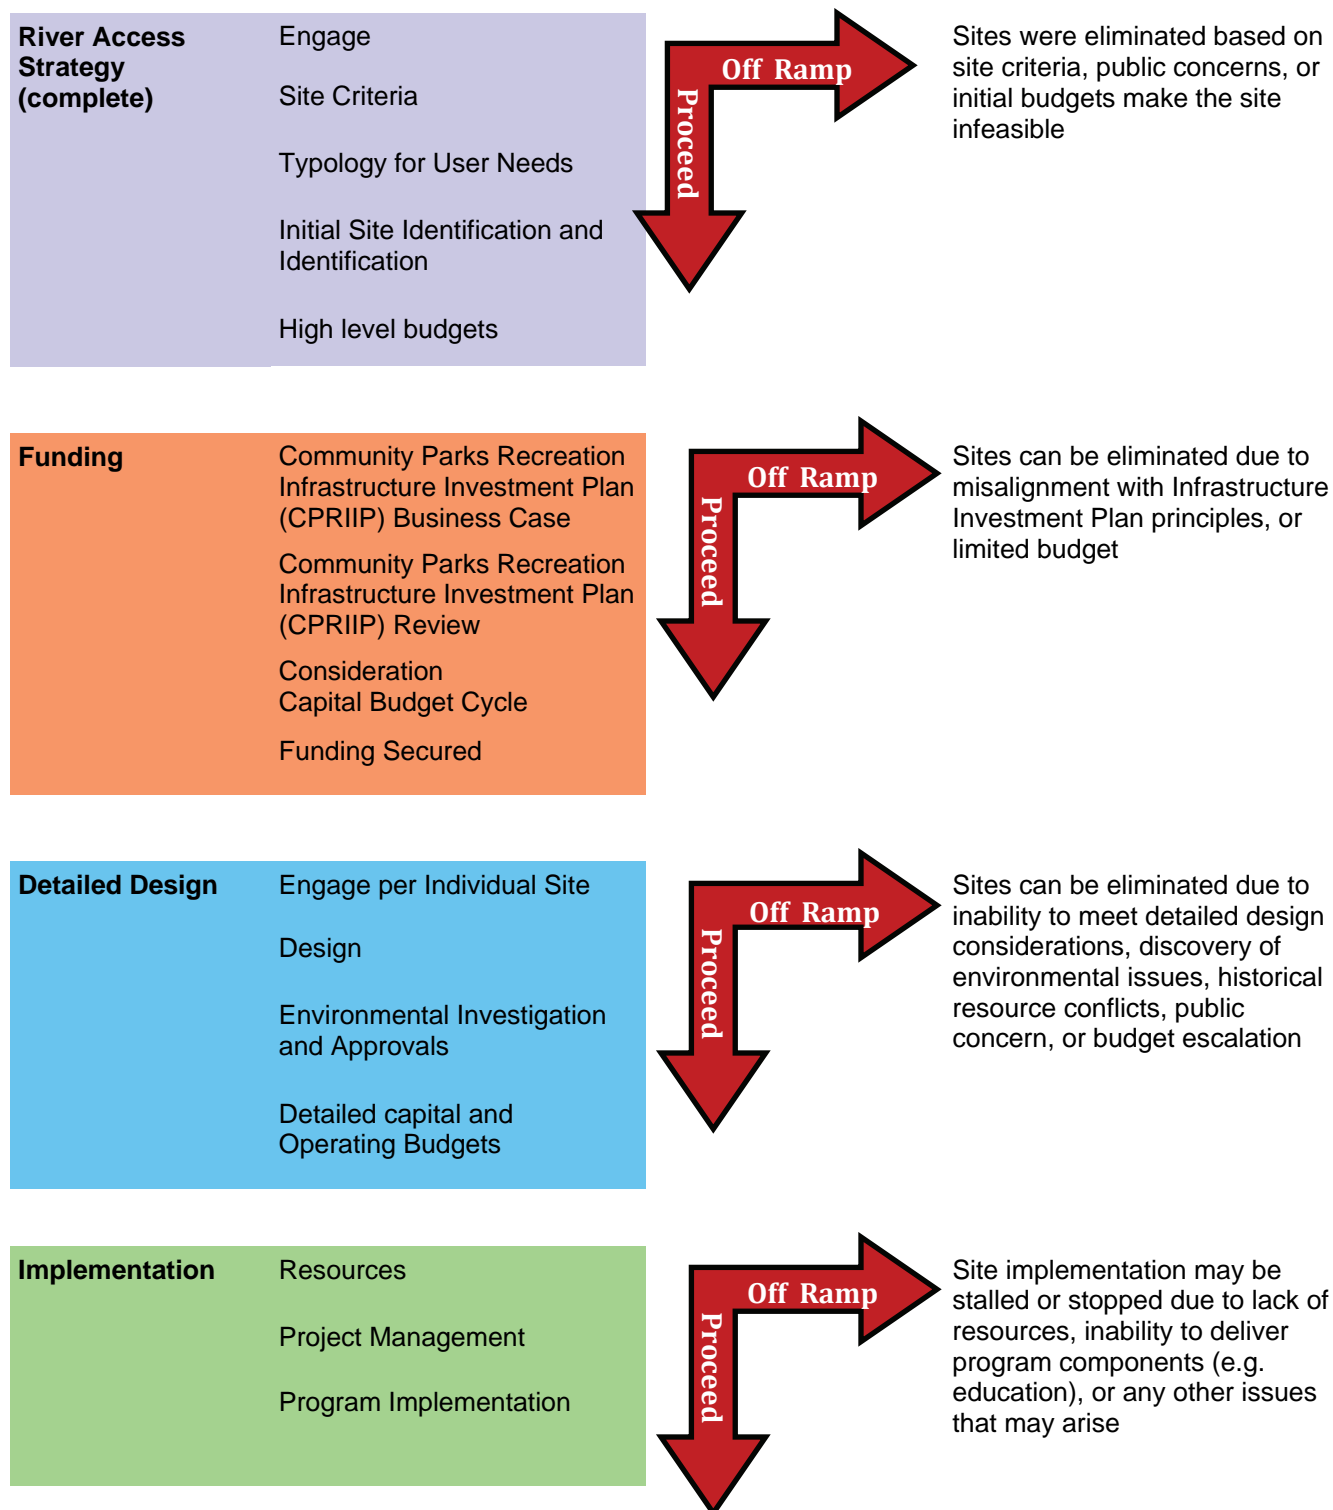 River Access
Strategy
(complete)
Engage
Site Criteria
Typology for User Needs
Initial Site Identification and
Identification
High level budgets
Off Ramp
Proceed
Sites were eliminated based on
site criteria, public concerns, or
initial budgets make the site
infeasible
Funding
Community Parks Recreation
Infrastructure Investment Plan
(CPRIIP) Business Case
Community Parks Recreation
Infrastructure Investment Plan
(CPRIIP) Review
Consideration
Capital Budget Cycle
Funding Secured
Off Ramp
Proceed
Sites can be eliminated due to
misalignment with Infrastructure
Investment Plan principles, or
limited budget
Detailed Design
Engage per Individual Site
Design
Environmental Investigation
and Approvals
Detailed capital and
Operating Budgets
Off Ramp
Proceed
Sites can be eliminated due to
inability to meet detailed design
considerations, discovery of
environmental issues, historical
resource conflicts, public
concern, or budget escalation
Implementation
Resources
Project Management
Program Implementation
Off Ramp
Proceed
Site implementation may be
stalled or stopped due to lack of
resources, inability to deliver
program components (e.g.
education), or any other issues
that may arise